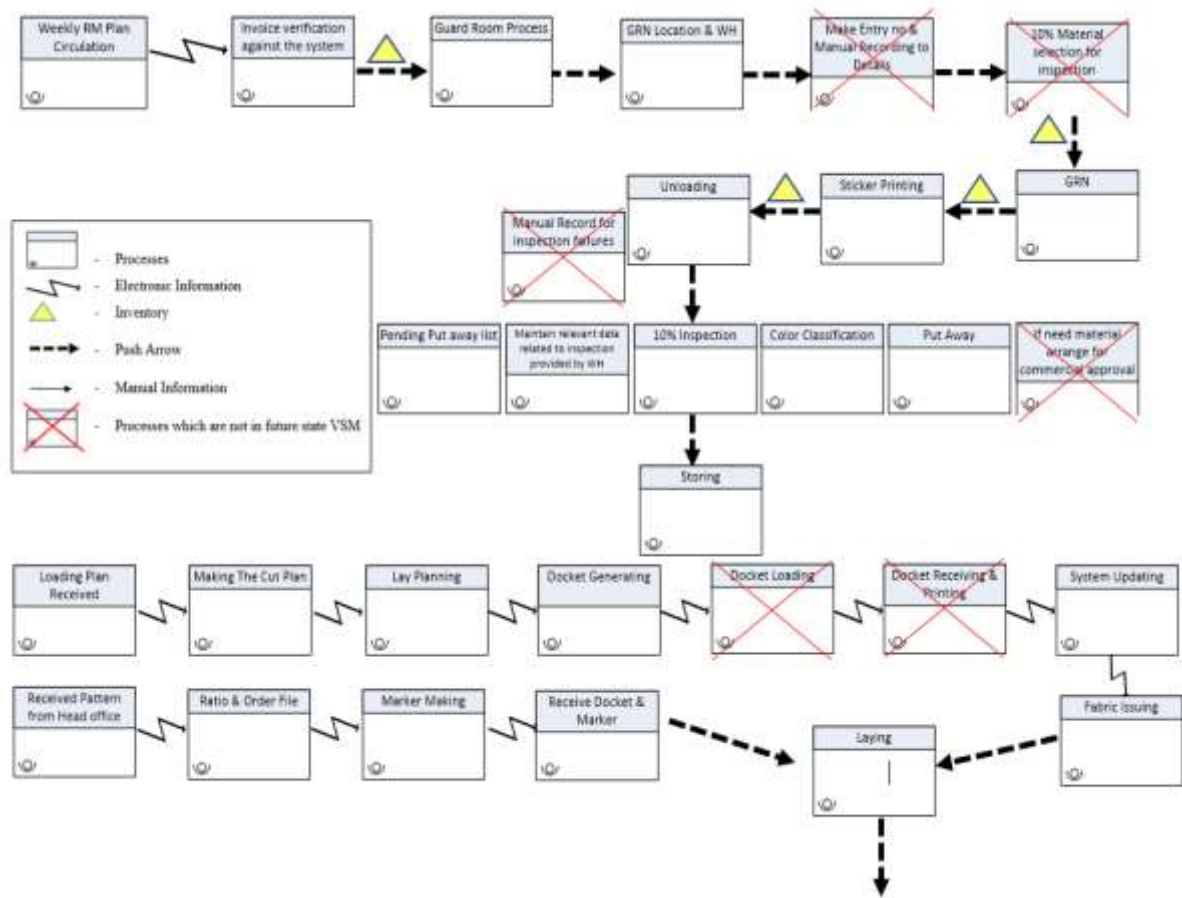 Weekly RM Plan
Circulation
Invoice verification
against the system
Guard Room Process
GRN Location & WH
Make Entry no &
Manual Recording to
Details
10% Material
selection for
inspection
Unloading
Sticker Printing
GRN
Manual Record for
inspection failures
- Processes
- Electronic Information
- Inventory
- Push Arrow
- Manual Information
- Processes which are not in future state VSM
Pending Put away list
Maintain relevant data
related to inspection
provided by WH
10% Inspection
Color Classification
Put Away
if need material
arrange for
commercial approval
Storing
Loading Plan
Received
Making The Cut Plan
Lay Planning
Docket Generating
Docket Loading
Docket Receiving &
Printing
System Updating
Received Pattern
from Head office
Ratio & Order File
Marker Making
Receive Docket &
Marker
Laying
Fabric Issuing